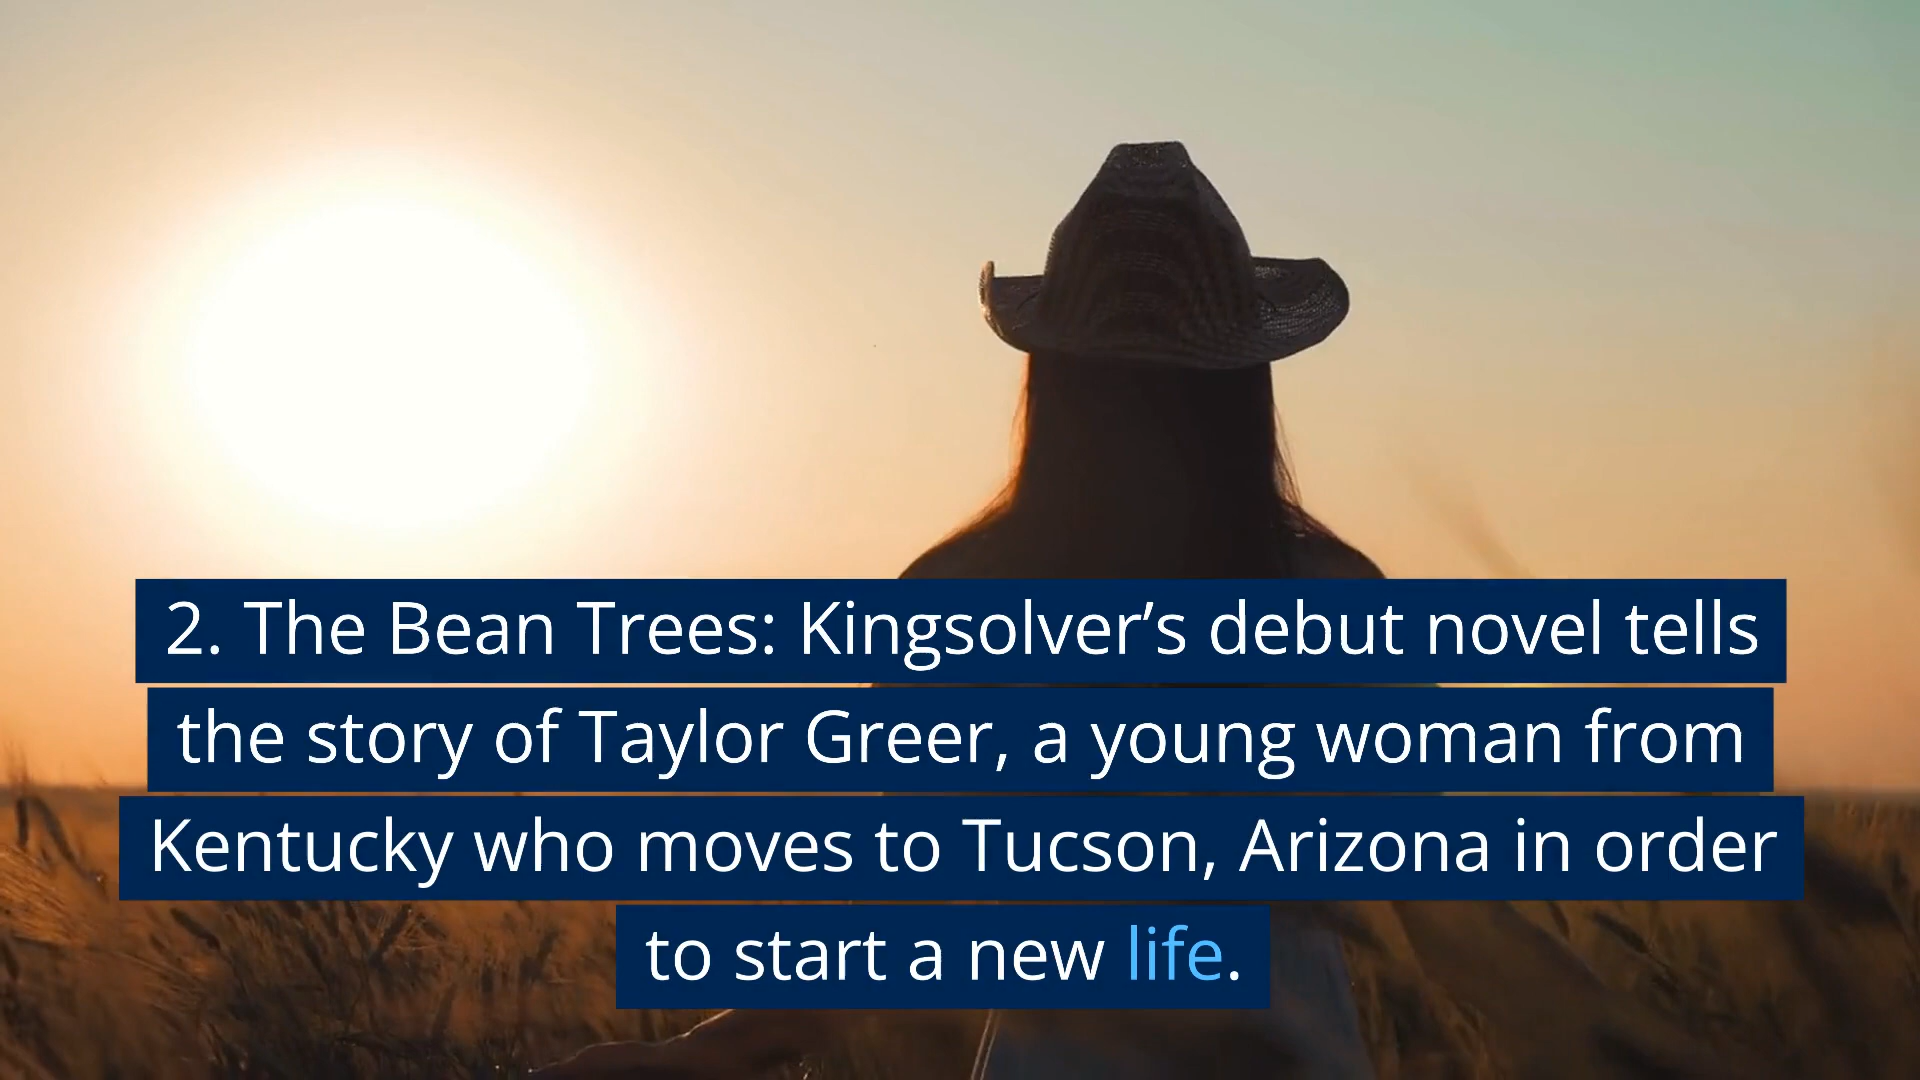 2. The Bean Trees: Kingsolver’s debut novel tells
the story of Taylor Greer, a young woman from
Kentucky who moves to Tucson, Arizona in order
to start a new life.